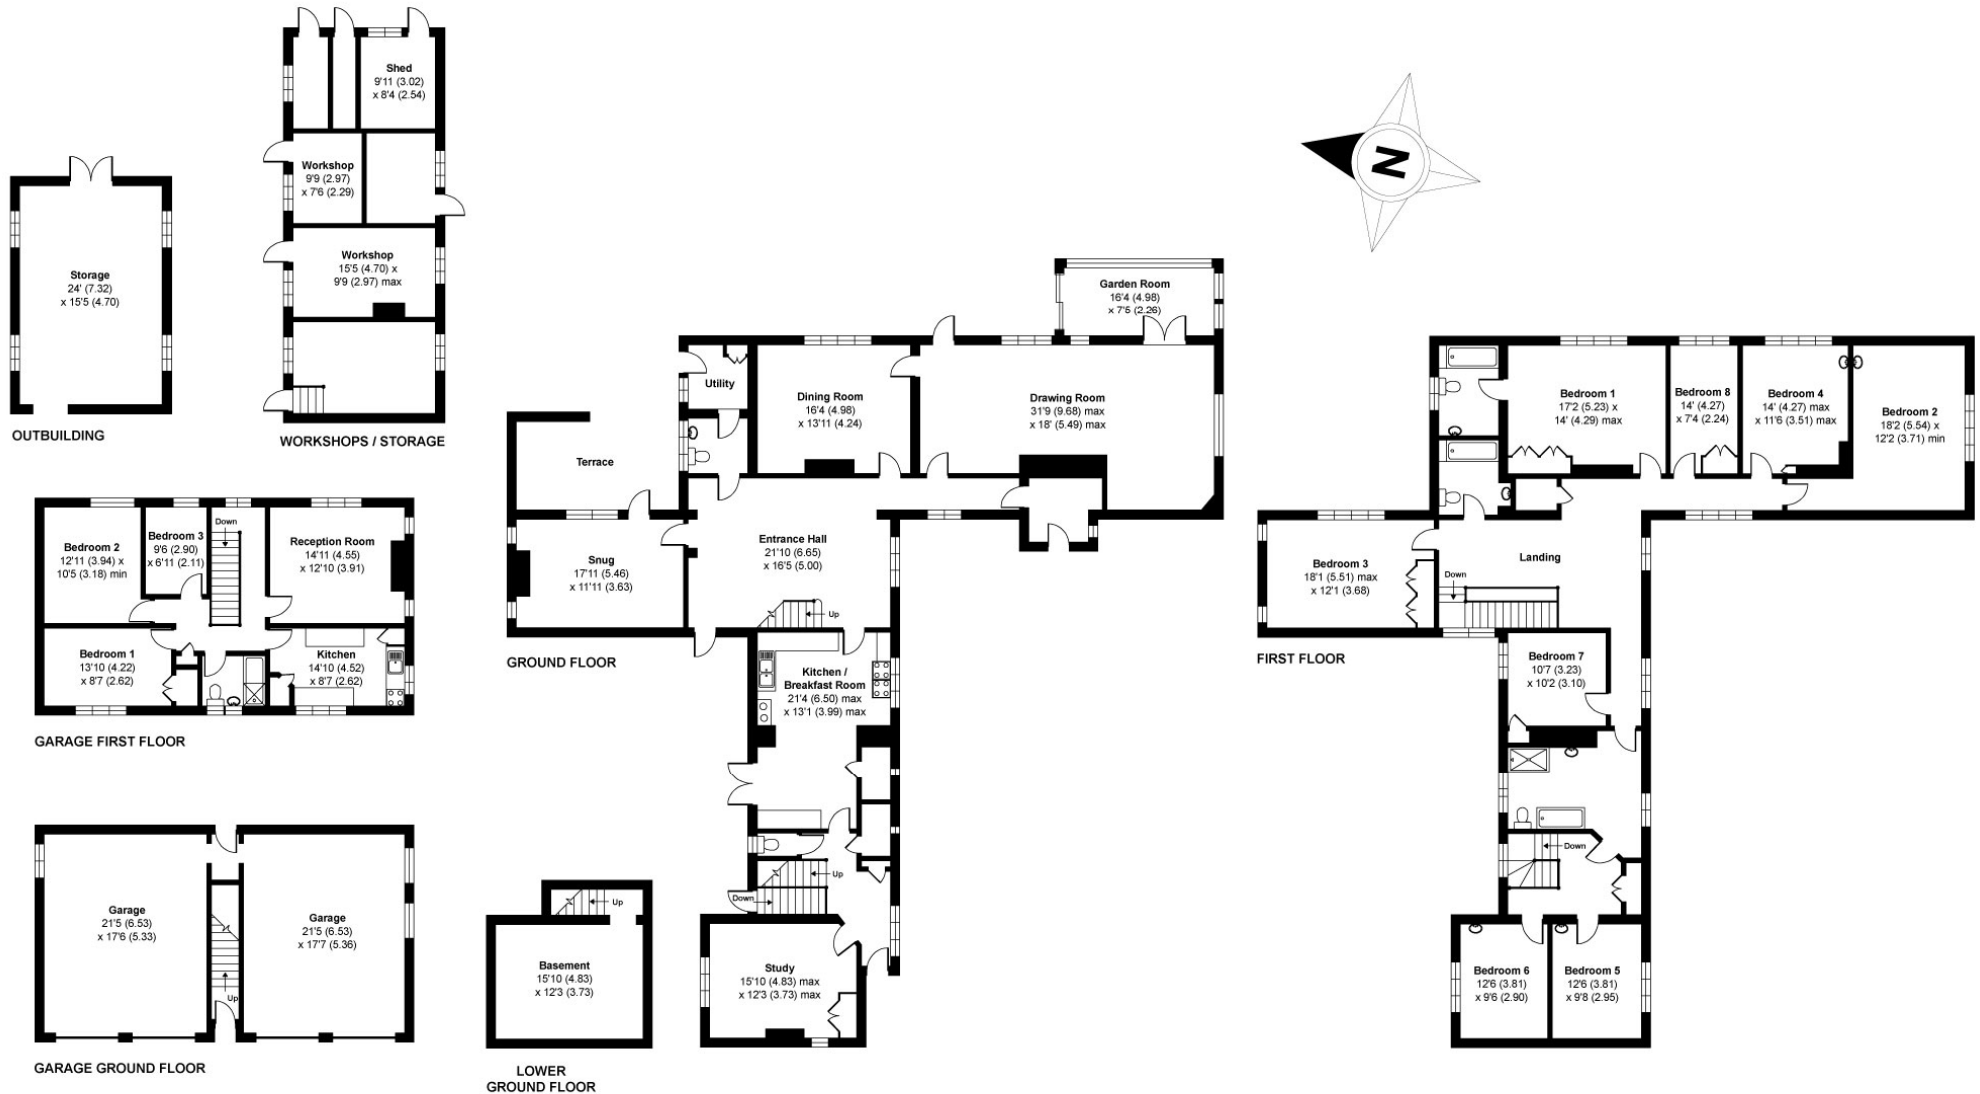 Shed
9'11 (3.02)
x 8'4 (2.54)
Workshop
9'9 (2.97)
x 7'6 (2.29)
Workshop
15'5 (4.70) x
9'9 (2.97) max
WORKSHOPS / STORAGE
Storage
24' (7.32)
x 15'5 (4.70)
OUTBUILDING
N
Down
Bedroom 2
12'11 (3.94) x
10'5 (3.18) min
Bedroom 3
9'6 (2.90)
x 6'11 (2.11)
Reception Room
14'11 (4.55)
x 12'10 (3.91)
Bedroom 1
13'10 (4.22)
x 8'7 (2.62)
Kitchen
14'10 (4.52)
x 8'7 (2.62)
GARAGE FIRST FLOOR
Garage
21'5 (6.53)
x 17'6 (5.33)
Garage
21'5 (6.53)
x 17'7 (5.36)
Up
GARAGE GROUND FLOOR
Garden Room
16'4 (4.98)
x 7'5 (2.26)
Utility
Dining Room
16'4 (4.98)
x 13'11 (4.24)
Drawing Room
31'9 (9.68) max
x 18' (5.49) max
Terrace
Snug
17'11 (5.46)
x 11'11 (3.63)
Entrance Hall
21'10 (6.65)
x 16'5 (5.00)
Up
GROUND FLOOR
Kitchen /
Breakfast Room
21'4 (6.50) max
x 13'1 (3.99) max
Up
Down
Study
15'10 (4.83) max
x 12'3 (3.73) max
Up
Basement
15'10 (4.83)
x 12'3 (3.73)
LOWER
GROUND FLOOR
Bedroom 1
17'2 (5.23) x
14' (4.29) max
Bedroom 8
14' (4.27)
x 7'4 (2.24)
Bedroom 4
14' (4.27) max
x 11'6 (3.51) max
Bedroom 2
18'2 (5.54) x
12'2 (3.71) min
Bedroom 3
18'1 (5.51) max
x 12'1 (3.68)
Landing
Down
FIRST FLOOR
Bedroom 7
10'7 (3.23)
x 10'2 (3.10)
Down
Bedroom 6
12'6 (3.81)
x 9'6 (2.90)
Bedroom 5
12'6 (3.81)
x 9'8 (2.95)